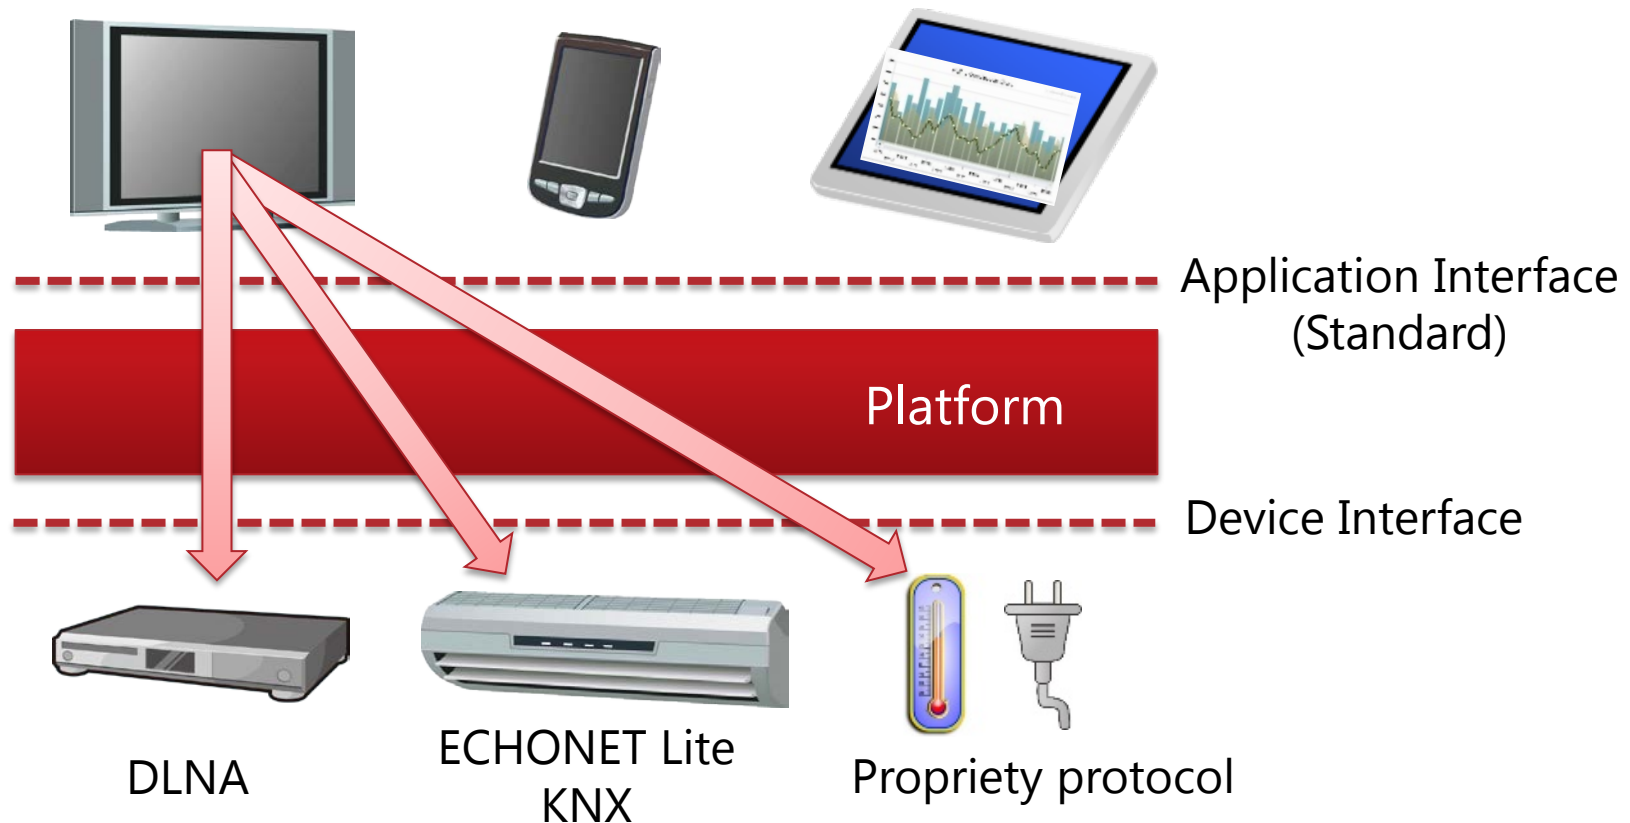 Application Interface
(Standard)
Platform
Device Interface
DLNA
ECHONET Lite
KNX
Propriety protocol